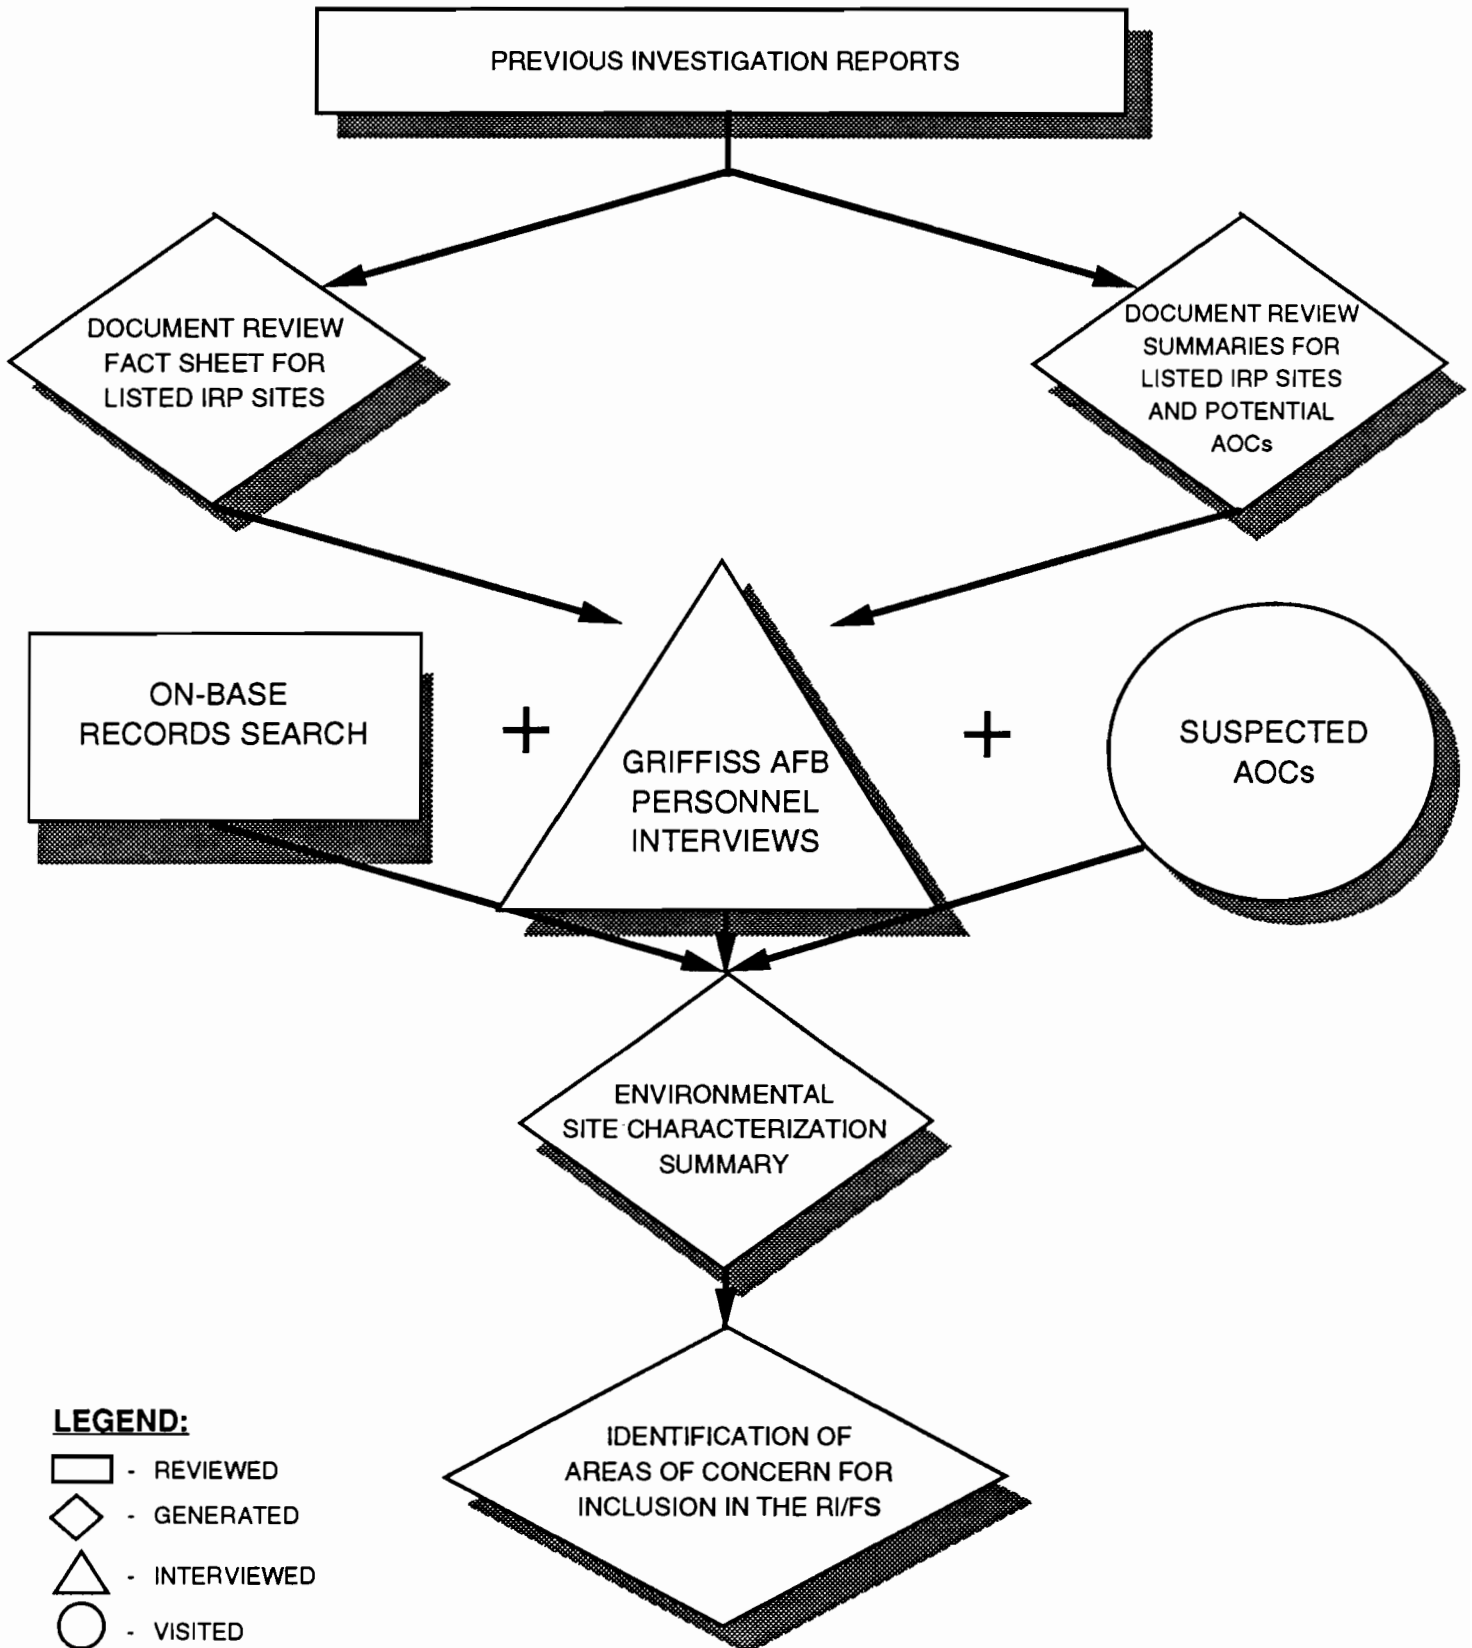 PREVIOUS INVESTIGATION REPORTS
DOCUMENT REVIEW
FACT SHEET FOR
LISTED IRP SITES
DOCUMENT REVIEW
SUMMARIES FOR
LISTED IRP SITES
AND POTENTIAL
AOCs
ON-BASE
RECORDS SEARCH
+
GRIFFISS AFB
PERSONNEL
INTERVIEWS
+
SUSPECTED
AOCs
ENVIRONMENTAL
SITE CHARACTERIZATION
SUMMARY
IDENTIFICATION OF
AREAS OF CONCERN FOR
INCLUSION IN THE RI/FS
LEGEND:
- REVIEWED
- GENERATED
- INTERVIEWED
- VISITED